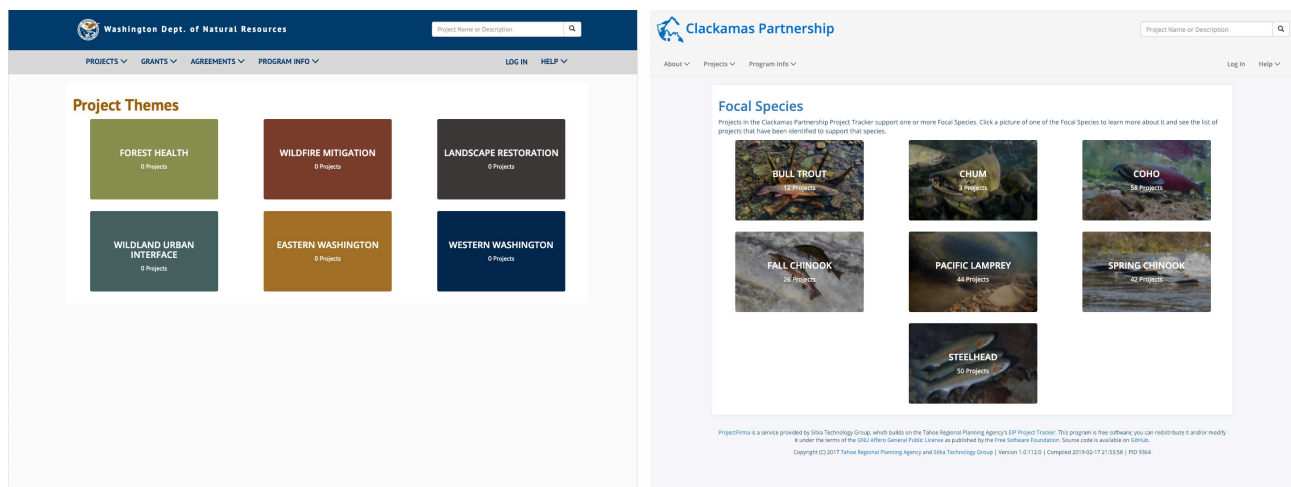 Washington Dept. of Natural Resources
Project Name or Description
PROJECTS GRANTS AGREEMENTS PROGRAM INFO LOG IN HELP
Project Themes
FOREST HEALTH
0 Projects
WILDFIRE MITIGATION
0 Projects
LANDSCAPE RESTORATION
0 Projects
WILDLAND URBAN
INTERFACE
0 Projects
EASTERN WASHINGTON
0 Projects
WESTERN WASHINGTON
0 Projects
Clackamas Partnership
Project Name or Description
About Projects Program Info Log In Help
Focal Species
Projects in the Clackamas Partnership Project Tracker support one or more Focal Species. Click a picture of one of the Focal Species to learn more about it and see the list of
projects that have been identified to support that species.
BULL TROUT
12 Projects
CHUM
3 Projects
COHO
58 Projects
FALL CHINOOK
26 Projects
PACIFIC LAMPREY
44 Projects
SPRING CHINOOK
42 Projects
STEELHEAD
50 Projects
ProjectFirma is a service provided by Sitka Technology Group, which builds on the Tahoe Regional Planning Agency's EIP Project Tracker. This program is free software; you can redistribute it and/or modify
it under the terms of the GNU Affero General Public License as published by the Free Software Foundation. Source code is available on GitHub.
Copyright (C) 2017 Tahoe Regional Planning Agency and Sitka Technology Group | Version 1.0.112.0 | Compiled 2019-02-17 21:53:58 | PID 9364